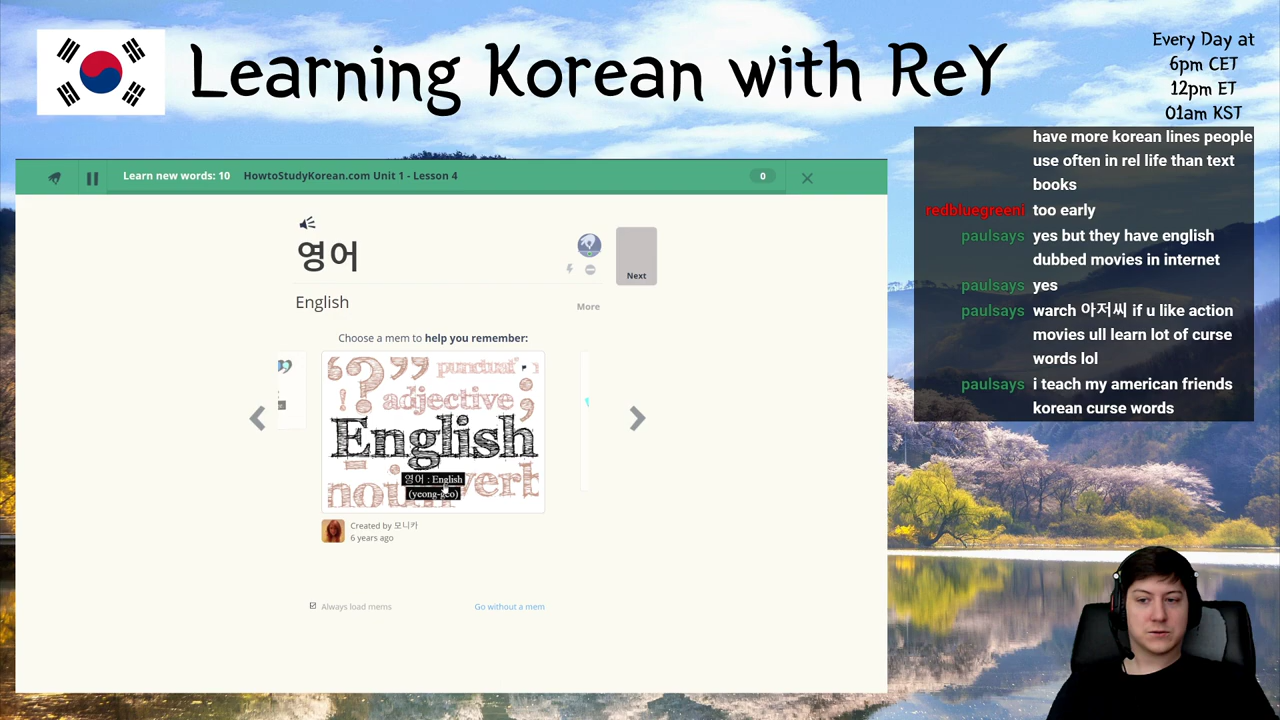 Learning Korean with ReY
Every Day at
6pm CET
12pm ET
01am KST
Learn new words: 10 HowtoStudyKorean.com Unit 1 - Lesson 4
0
영어
Next
English
More
Choose a mem to help you remember:
punctuat
adjective
English
영어 : English
noun verb
Created by 모니카
6 years ago
Always load mems
Go without a mem
have more korean lines people
use often in rel life than text
books
redbluegreeni too early
paulsays yes but they have english
dubbed movies in internet
paulsays yes
paulsays warch 아저씨 if u like action
movies ull learn lot of curse
words lol
paulsays i teach my american friends
korean curse words